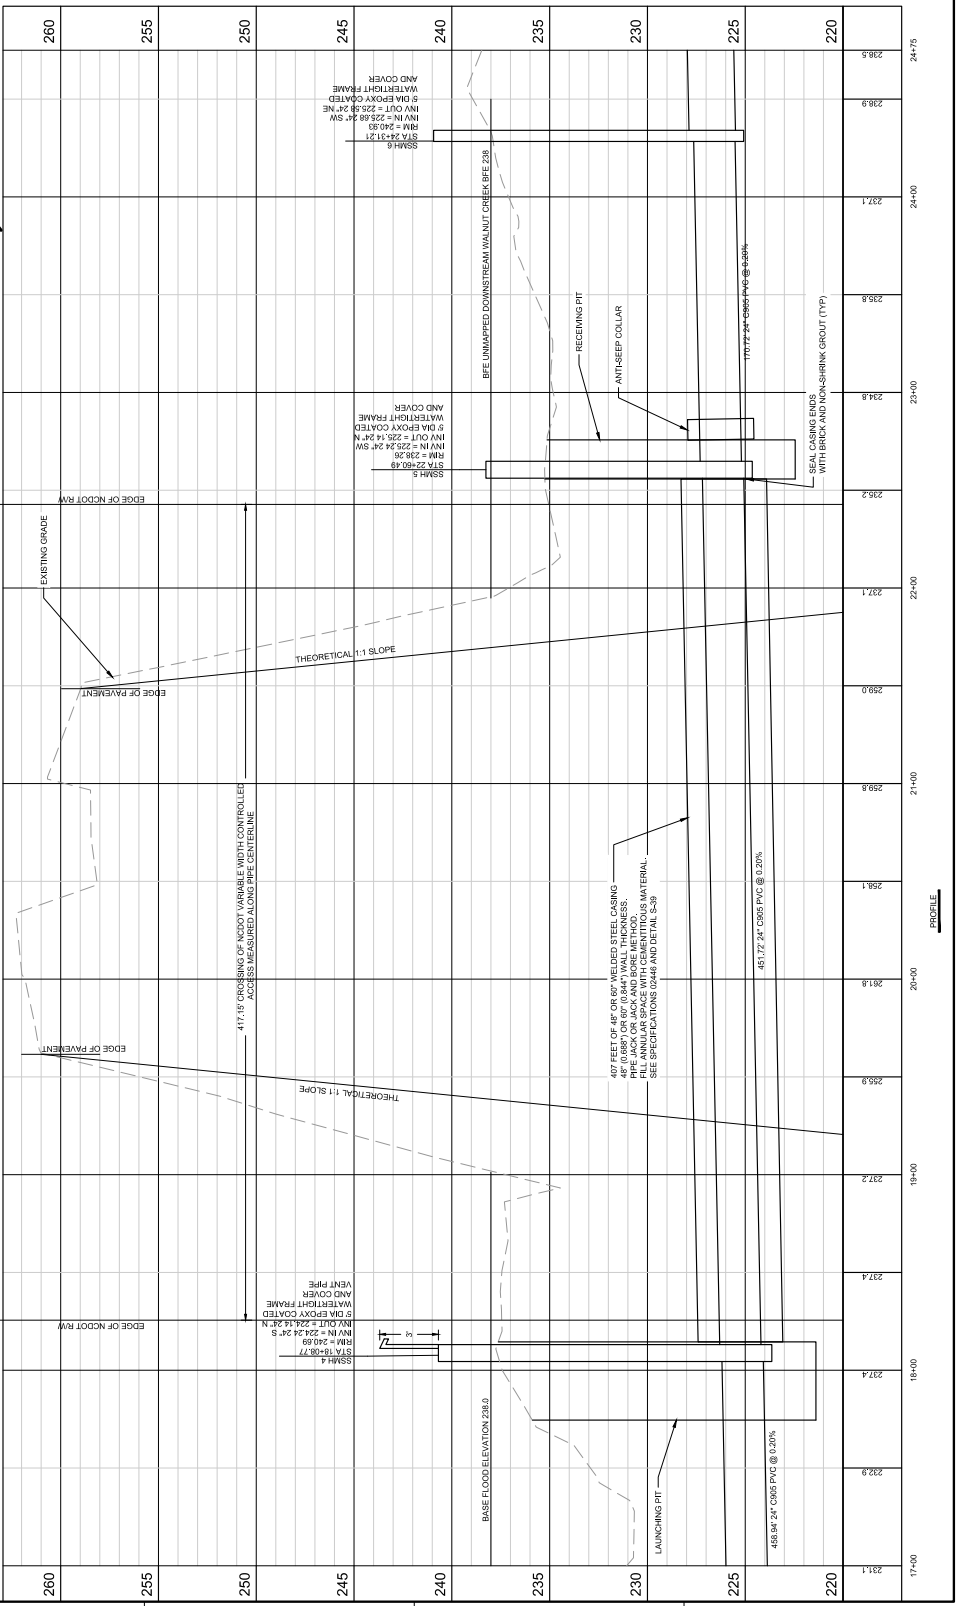 260
255
250
245
240
235
230
225
220
260
255
250
245
240
235
230
225
220
EDGE OF NCDOT R/W
SSMH 4
STA 18+08.77
RIM = 240.69
INV IN = 224.24 24" S
INV OUT = 224.14 24" N
5' DIA EPOXY COATED
WATERTIGHT FRAME
AND COVER
VENT PIPE
3'
BASE FLOOD ELEVATION 238.0
LAUNCHING PIT
458.94' 24" C905 PVC @ 0.20%
EDGE OF PAVEMENT
THEORETICAL 1:1 SLOPE
417.15' CROSSING OF NCDOT VARIABLE WIDTH CONTROLLED
ACCESS MEASURED ALONG PIPE CENTERLINE
407 FEET OF 48" OR 60" WELDED STEEL CASING
48" (0.688") OR 60" (0.844") WALL THICKNESS.
PIPE JACK OR JACK AND BORE METHOD.
FILL ANNULAR SPACE WITH CEMENTITIOUS MATERIAL.
SEE SPECIFICATIONS 02446 AND DETAIL S-39
451.72' 24" C905 PVC @ 0.20%
EDGE OF PAVEMENT
THEORETICAL 1:1 SLOPE
EXISTING GRADE
EDGE OF NCDOT R/W
SSMH 5
STA 22+60.49
RIM = 238.26
INV IN = 225.24 24" SW
INV OUT = 225.14 24" N
5' DIA EPOXY COATED
WATERTIGHT FRAME
AND COVER
RECEIVING PIT
ANTI-SEEP COLLAR
SEAL CASING ENDS
WITH BRICK AND NON-SHRINK GROUT (TYP)
BFE UNMAPPED DOWNSTREAM WALNUT CREEK BFE 238
170.72' 24" C905 PVC @ 0.20%
SSMH 6
STA 24+31.21
RIM = 240.93
INV IN = 225.68 24" SW
INV OUT = 225.58 24" NE
5' DIA EPOXY COATED
WATERTIGHT FRAME
AND COVER
231.1
232.9
237.4
237.4
237.2
255.9
261.8
258.1
259.8
259.0
237.1
235.2
234.8
235.8
237.1
238.9
238.5
17+00
18+00
19+00
20+00
21+00
22+00
23+00
24+00
24+75
PROFILE